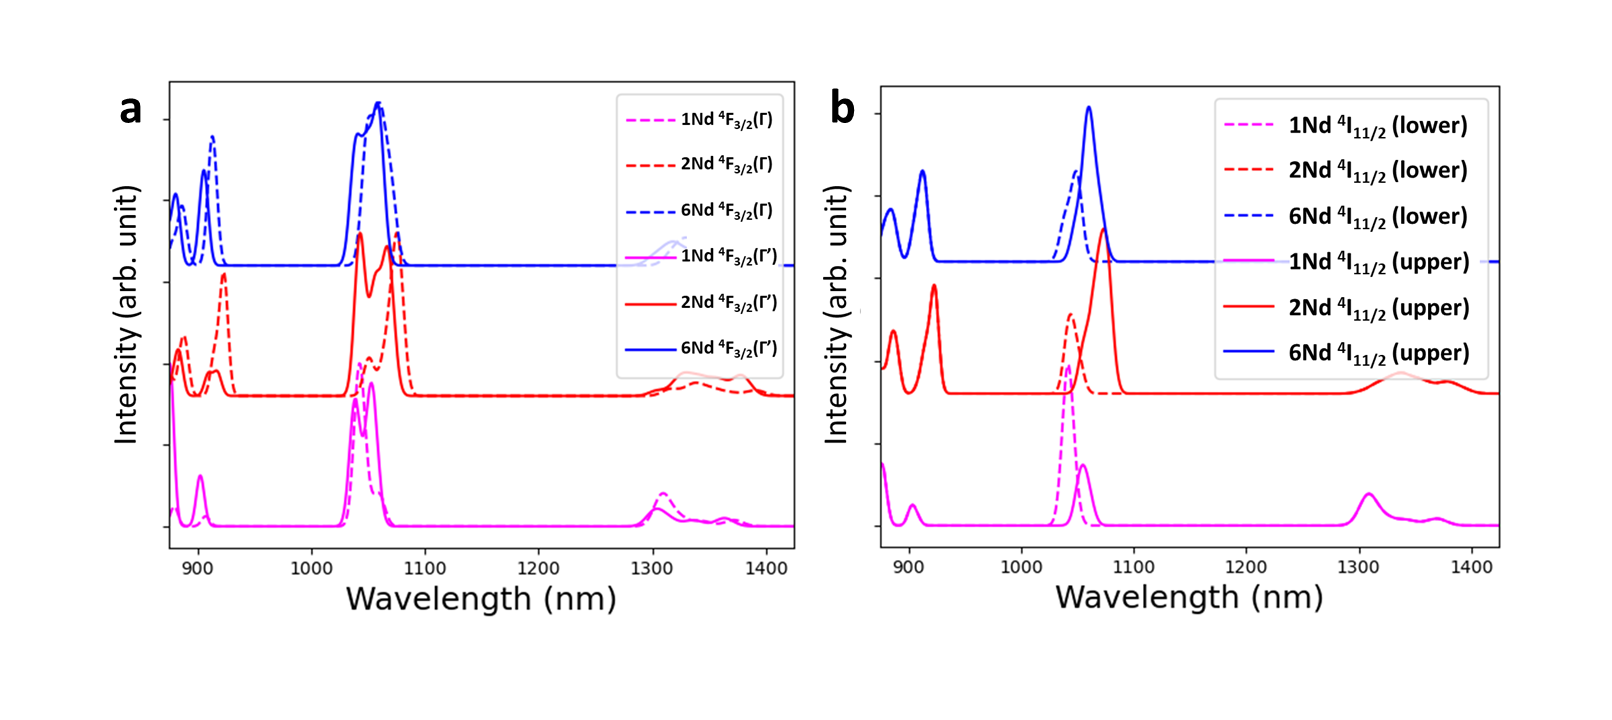 a
1Nd ⁴F₃/₂(Γ)
2Nd ⁴F₃/₂(Γ)
6Nd ⁴F₃/₂(Γ)
1Nd ⁴F₃/₂(Γ')
2Nd ⁴F₃/₂(Γ')
6Nd ⁴F₃/₂(Γ')
Intensity (arb. unit)
900 1000 1100 1200 1300 1400
Wavelength (nm)
b
1Nd ⁴I₁₁/₂ (lower)
2Nd ⁴I₁₁/₂ (lower)
6Nd ⁴I₁₁/₂ (lower)
1Nd ⁴I₁₁/₂ (upper)
2Nd ⁴I₁₁/₂ (upper)
6Nd ⁴I₁₁/₂ (upper)
Intensity (arb. unit)
900 1000 1100 1200 1300 1400
Wavelength (nm)